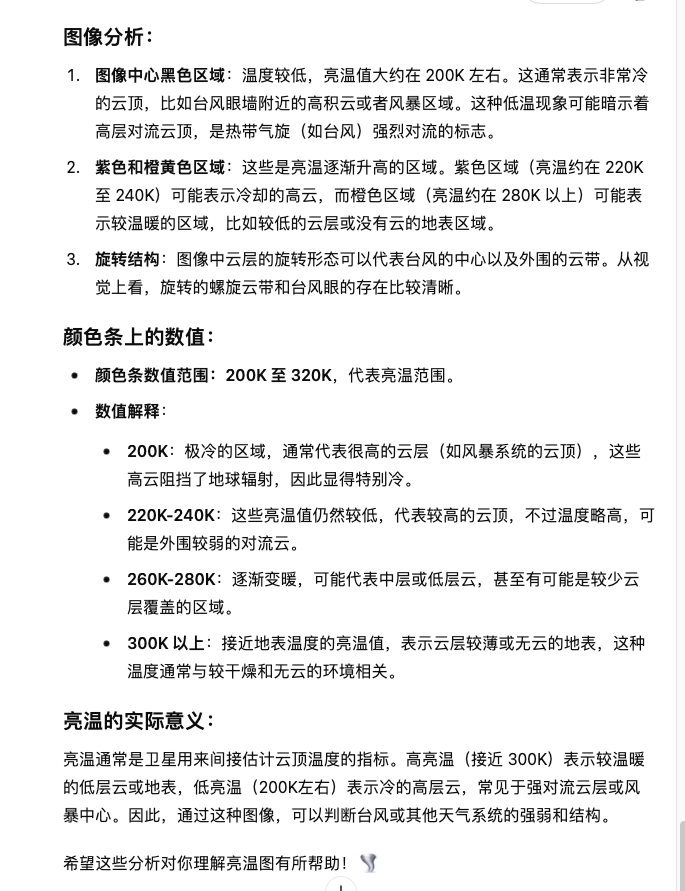 图像分析：
1. 图像中心黑色区域：温度较低，亮温值大约在 200K 左右。这通常表示非常冷
的云顶，比如台风眼墙附近的高积云或者风暴区域。这种低温现象可能暗示着
高层对流云顶，是热带气旋（如台风）强烈对流的标志。
2. 紫色和橙黄色区域：这些是亮温逐渐升高的区域。紫色区域（亮温约在 220K
至 240K）可能表示冷却的高云，而橙色区域（亮温约在 280K 以上）可能表
示较温暖的区域，比如较低的云层或没有云的地表区域。
3. 旋转结构：图像中云层的旋转形态可以代表台风的中心以及外围的云带。从视
觉上看，旋转的螺旋云带和台风眼的存在比较清晰。
颜色条上的数值：
• 颜色条数值范围：200K 至 320K，代表亮温范围。
• 数值解释：
• 200K：极冷的区域，通常代表很高的云层（如风暴系统的云顶），这些
高云阻挡了地球辐射，因此显得特别冷。
• 220K-240K：这些亮温值仍然较低，代表较高的云顶，不过温度略高，可
能是外围较弱的对流云。
• 260K-280K：逐渐变暖，可能代表中层或低层云，甚至有可能是较少云
层覆盖的区域。
• 300K 以上：接近地表温度的亮温值，表示云层较薄或无云的地表，这种
温度通常与较干燥和无云的环境相关。
亮温的实际意义：
亮温通常是卫星用来间接估计云顶温度的指标。高亮温（接近 300K）表示较温暖
的低层云或地表，低亮温（200K左右）表示冷的高层云，常见于强对流云层或风
暴中心。因此，通过这种图像，可以判断台风或其他天气系统的强弱和结构。
希望这些分析对你理解亮温图有所帮助！🌪️